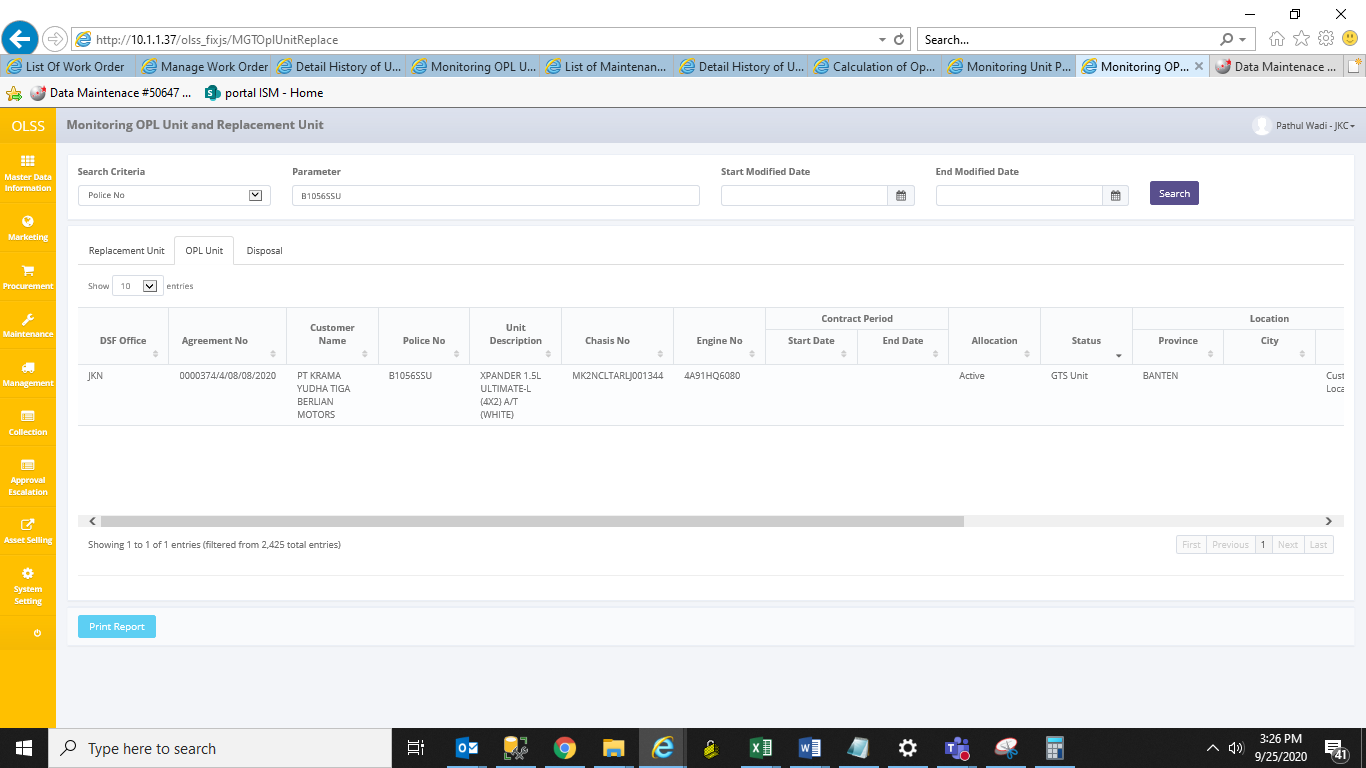 http://10.1.1.37/olss_fixjs/MGTOplUnitReplace
Search...
List Of Work Order
Manage Work Order
Detail History of U...
Monitoring OPL U...
List of Maintenan...
Detail History of U...
Calculation of Op...
Monitoring Unit P...
Monitoring OP...
Data Maintenace ...
Data Maintenace #50647 ...
portal ISM - Home
OLSS
Monitoring OPL Unit and Replacement Unit
Pathul Wadi - JKC
Master Data
Information
Marketing
Procurement
Maintenance
Management
Collection
Approval
Escalation
Asset Selling
System
Setting
Search Criteria
Parameter
Start Modified Date
End Modified Date
Police No
B1056SSU
Search
Replacement Unit
OPL Unit
Disposal
Show 10 entries
DSF Office
Agreement No
Customer
Name
Police No
Unit
Description
Chasis No
Engine No
Contract Period
Start Date
End Date
Allocation
Status
Location
Province
City
JKN
0000374/4/08/08/2020
PT KRAMA
YUDHA TIGA
BERLIAN
MOTORS
B1056SSU
XPANDER 1.5L
ULTIMATE-L
(4X2) A/T
(WHITE)
MK2NCLTARLJ001344
4A91HQ6080
Active
GTS Unit
BANTEN
Cust
Loca
Showing 1 to 1 of 1 entries (filtered from 2,425 total entries)
First
Previous
1
Next
Last
Print Report
Type here to search
3:26 PM
9/25/2020
41